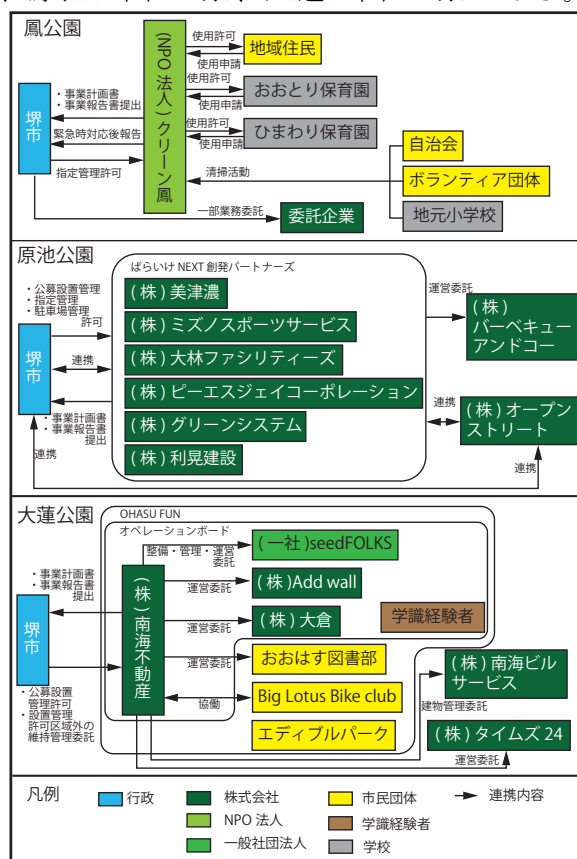 鳳公園
(NPO法人)クリーン鳳
堺市
・事業計画書
・事業報告書提出
緊急時対応後報告
指定管理許可
使用許可
使用申請
地域住民
使用許可
使用申請
おおとり保育園
使用許可
使用申請
ひまわり保育園
清掃活動
自治会
ボランティア団体
地元小学校
一部業務委託
委託企業
原池公園
ばらいけNEXT創発パートナーズ
・公募設置管理
・指定管理
・駐車場管理
許可
堺市
連携
・事業計画書
・事業報告書
提出
連携
(株)美津濃
(株)ミズノスポーツサービス
(株)大林ファシリティーズ
(株)ピーエスジェイコーポレーション
(株)グリーンシステム
(株)利晃建設
運営委託
(株)
バーベキュー
アンドコー
連携
(株)オープン
ストリート
連携
大蓮公園
OHASU FUN
オペレーションボード
整備・管理・運営
委託
(一社)seedFOLKS
・事業計画書
・事業報告書
提出
堺市
・公募設置
管理許可
・設置管理
許可区域外の
維持管理委託
(株)南海不動産
運営委託
(株)Add wall
運営委託
(株)大倉
学識経験者
運営委託
おおはす図書部
協働
Big Lotus Bike club
エディブルパーク
(株)南海ビル
サービス
建物管理委託
(株)タイムズ24
運営委託
凡例
行政
株式会社
市民団体
連携内容
NPO法人
学識経験者
一般社団法人
学校